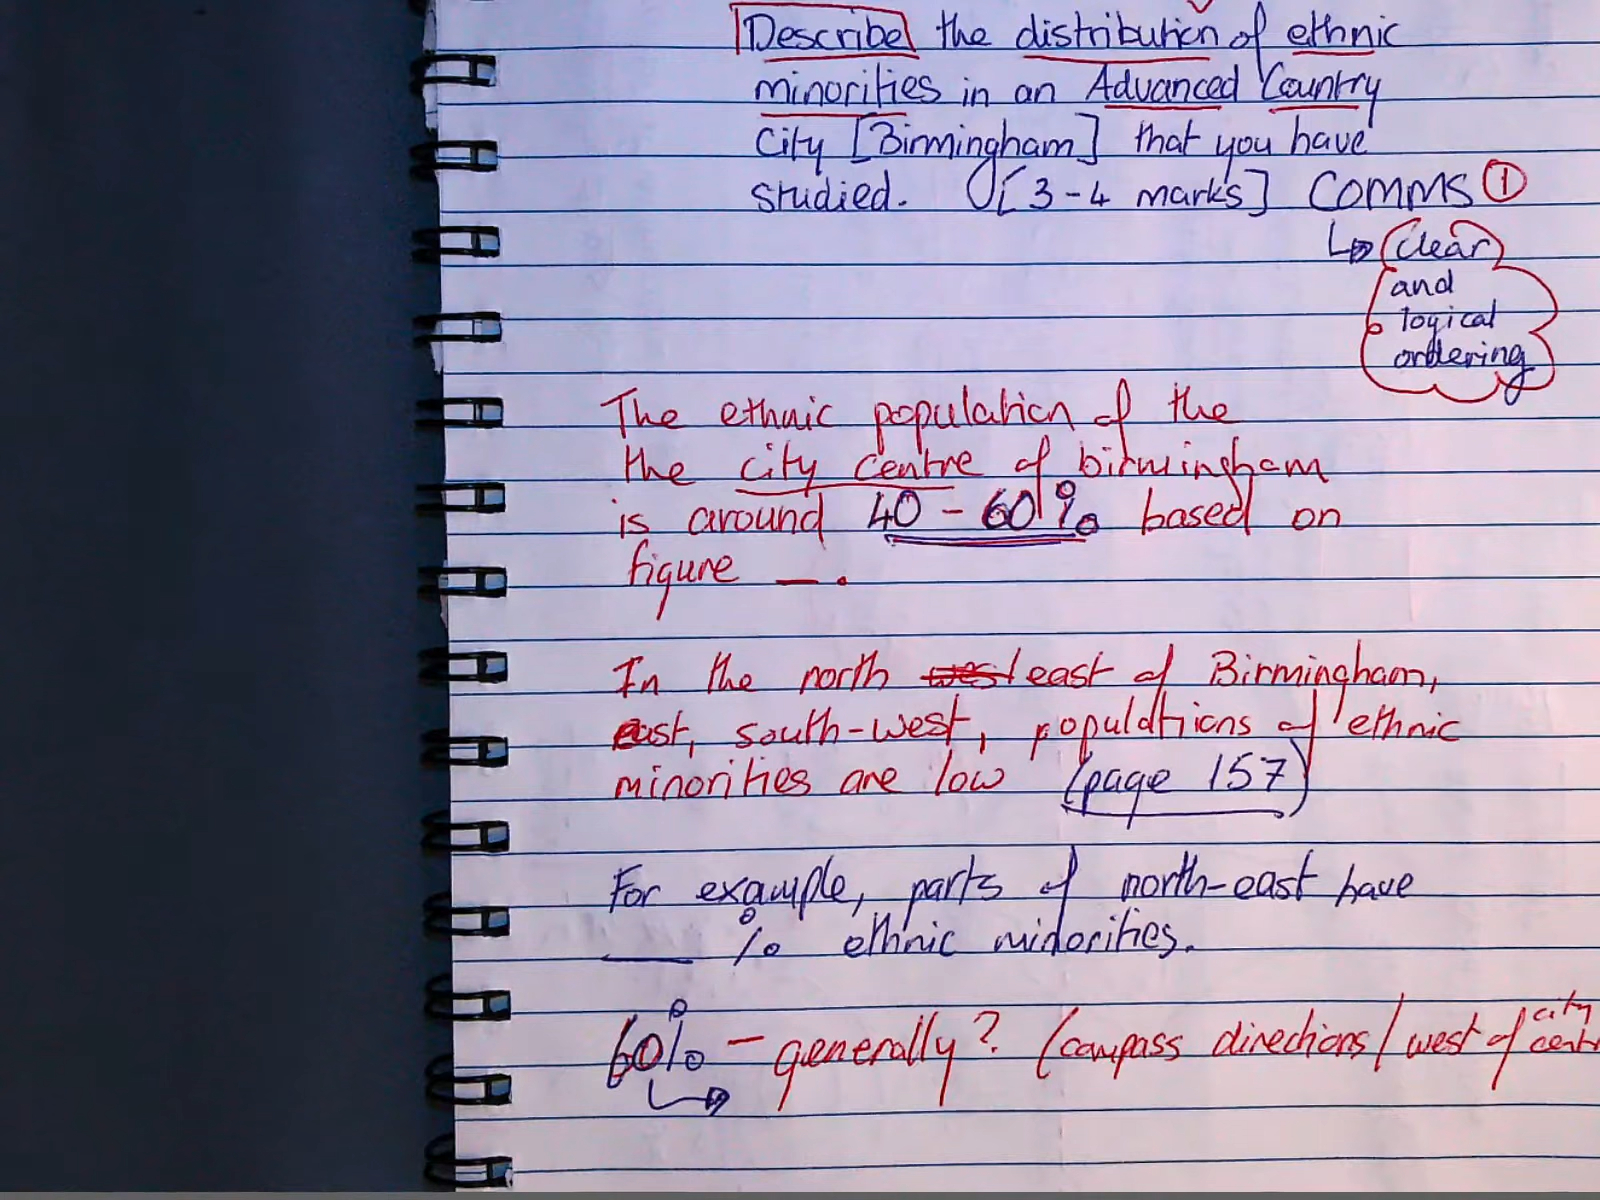 Describe the distribution of ethnic
minorities in an Advanced Country
City [Birmingham] that you have
studied. [3-4 marks] COMMS ①
↳ clear
and
logical
ordering
The ethnic population of the
the city centre of birmingham
is around 40 - 60% based on
figure __.
In the north west east of Birmingham,
east, south-west, populations of ethnic
minorities are low (page 157)
For example, parts of north-east have
____ % ethnic minorities.
60% - generally? (compass directions / west of city
centr